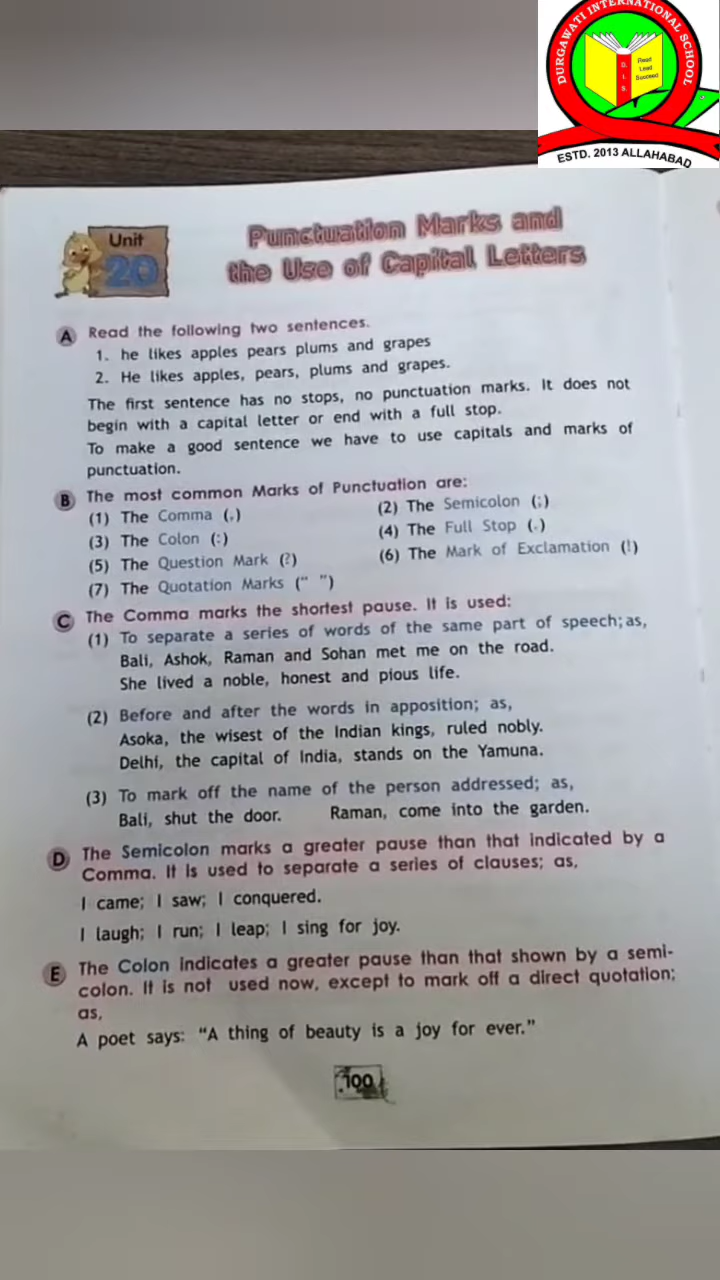 DURGAWATI INTERNATIONAL SCHOOL
Read
Lead
Succeed
D.
I.
S.
ESTD. 2013 ALLAHABAD
Unit
20
Punctuation Marks and
the Use of Capital Letters
A Read the following two sentences.
1. he likes apples pears plums and grapes
2. He likes apples, pears, plums and grapes.
The first sentence has no stops, no punctuation marks. It does not
begin with a capital letter or end with a full stop.
To make a good sentence we have to use capitals and marks of
punctuation.
B The most common Marks of Punctuation are:
(1) The Comma (,) (2) The Semicolon (;)
(3) The Colon (:) (4) The Full Stop (.)
(5) The Question Mark (?) (6) The Mark of Exclamation (!)
(7) The Quotation Marks (“ ”)
C The Comma marks the shortest pause. It is used:
(1) To separate a series of words of the same part of speech; as,
Bali, Ashok, Raman and Sohan met me on the road.
She lived a noble, honest and pious life.
(2) Before and after the words in apposition; as,
Asoka, the wisest of the Indian kings, ruled nobly.
Delhi, the capital of India, stands on the Yamuna.
(3) To mark off the name of the person addressed; as,
Bali, shut the door. Raman, come into the garden.
D The Semicolon marks a greater pause than that indicated by a
Comma. It is used to separate a series of clauses; as,
I came; I saw; I conquered.
I laugh; I run; I leap; I sing for joy.
E The Colon indicates a greater pause than that shown by a semi-
colon. It is not used now, except to mark off a direct quotation;
as,
A poet says: “A thing of beauty is a joy for ever.”
100